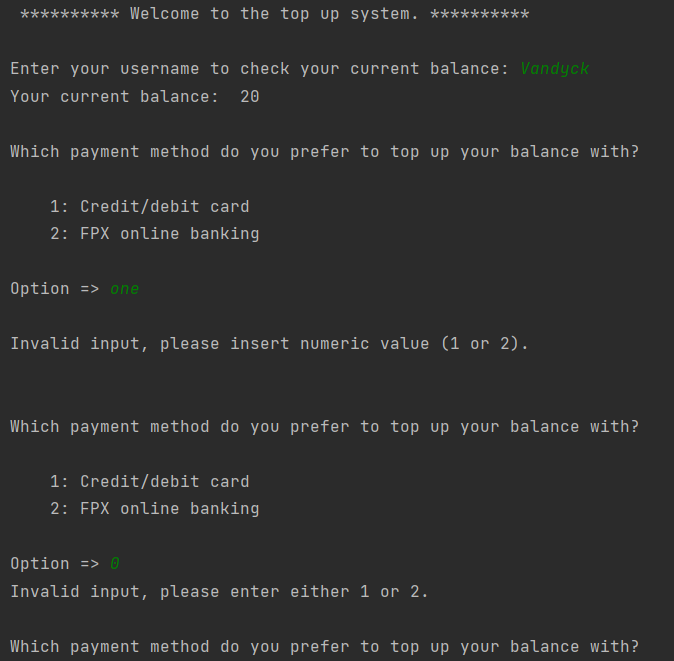 ********** Welcome to the top up system. **********
Enter your username to check your current balance: Vandyck
Your current balance:  20
Which payment method do you prefer to top up your balance with?
1: Credit/debit card
2: FPX online banking
Option => one
Invalid input, please insert numeric value (1 or 2).
Which payment method do you prefer to top up your balance with?
1: Credit/debit card
2: FPX online banking
Option => 0
Invalid input, please enter either 1 or 2.
Which payment method do you prefer to top up your balance with?